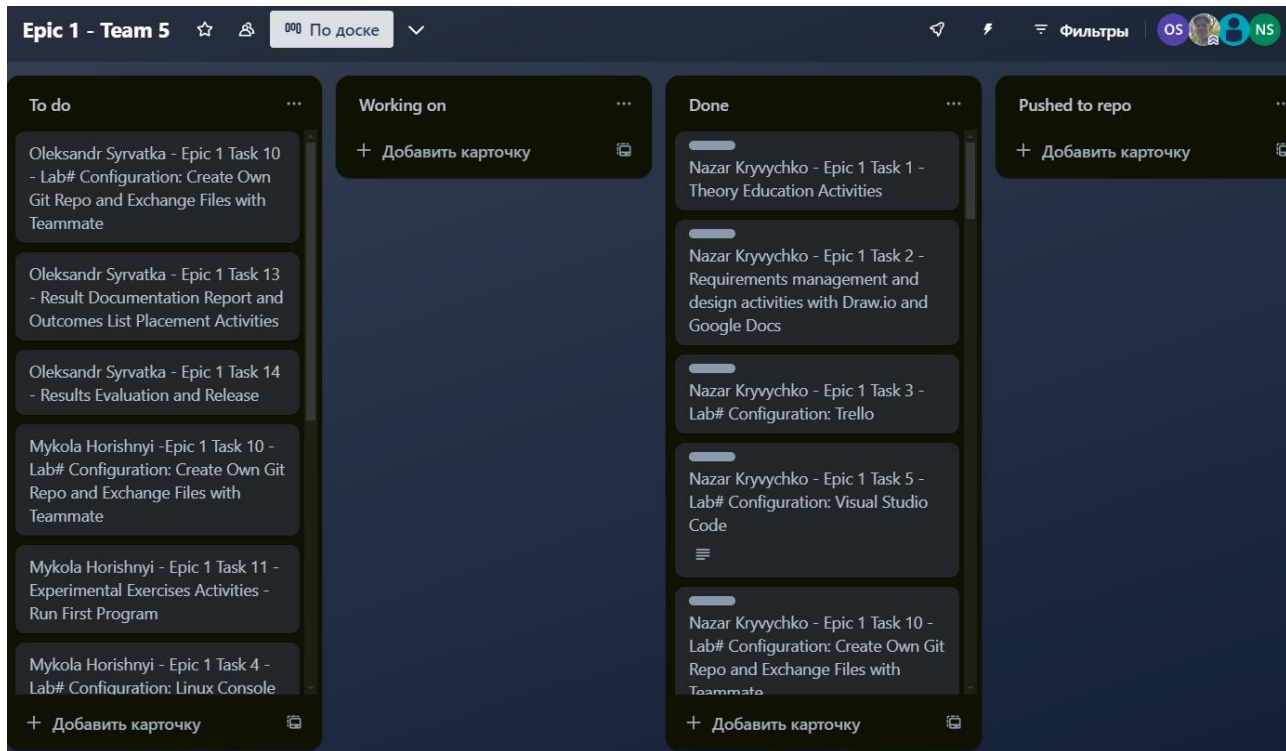 Epic 1 - Team 5
По доске
Фильтры
OS
NS
To do
Oleksandr Syrvatka - Epic 1 Task 10
- Lab# Configuration: Create Own
Git Repo and Exchange Files with
Teammate
Oleksandr Syrvatka - Epic 1 Task 13
- Result Documentation Report and
Outcomes List Placement Activities
Oleksandr Syrvatka - Epic 1 Task 14
- Results Evaluation and Release
Mykola Horishnyi -Epic 1 Task 10 -
Lab# Configuration: Create Own Git
Repo and Exchange Files with
Teammate
Mykola Horishnyi - Epic 1 Task 11 -
Experimental Exercises Activities -
Run First Program
Mykola Horishnyi - Epic 1 Task 4 -
Lab# Configuration: Linux Console
+ Добавить карточку
Working on
+ Добавить карточку
Done
Nazar Kryvychko - Epic 1 Task 1 -
Theory Education Activities
Nazar Kryvychko - Epic 1 Task 2 -
Requirements management and
design activities with Draw.io and
Google Docs
Nazar Kryvychko - Epic 1 Task 3 -
Lab# Configuration: Trello
Nazar Kryvychko - Epic 1 Task 5 -
Lab# Configuration: Visual Studio
Code
Nazar Kryvychko - Epic 1 Task 10 -
Lab# Configuration: Create Own Git
Repo and Exchange Files with
Teammate
+ Добавить карточку
Pushed to repo
+ Добавить карточку